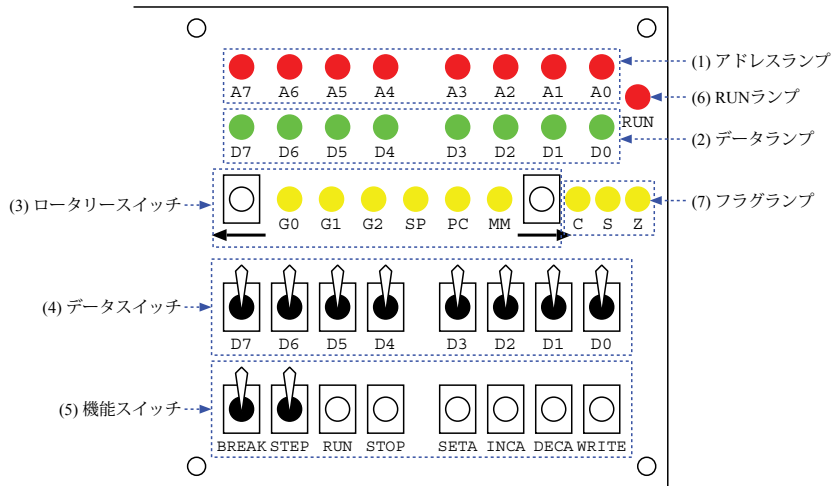 A7 A6 A5 A4 A3 A2 A1 A0
(1) アドレスランプ
(6) RUNランプ
RUN
D7 D6 D5 D4 D3 D2 D1 D0
(2) データランプ
(3) ロータリースイッチ
G0 G1 G2 SP PC MM
C S Z
(7) フラグランプ
(4) データスイッチ
D7 D6 D5 D4 D3 D2 D1 D0
(5) 機能スイッチ
BREAK STEP RUN STOP SETA INCA DECA WRITE